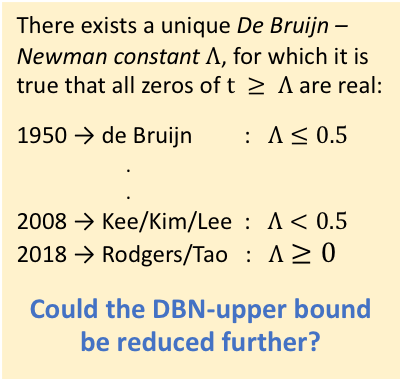 There exists a unique De Bruijn –
Newman constant Λ, for which it is
true that all zeros of t ≥ Λ are real:
1950 → de Bruijn : Λ ≤ 0.5
.
.
2008 → Kee/Kim/Lee : Λ < 0.5
2018 → Rodgers/Tao : Λ ≥ 0
Could the DBN-upper bound
be reduced further?